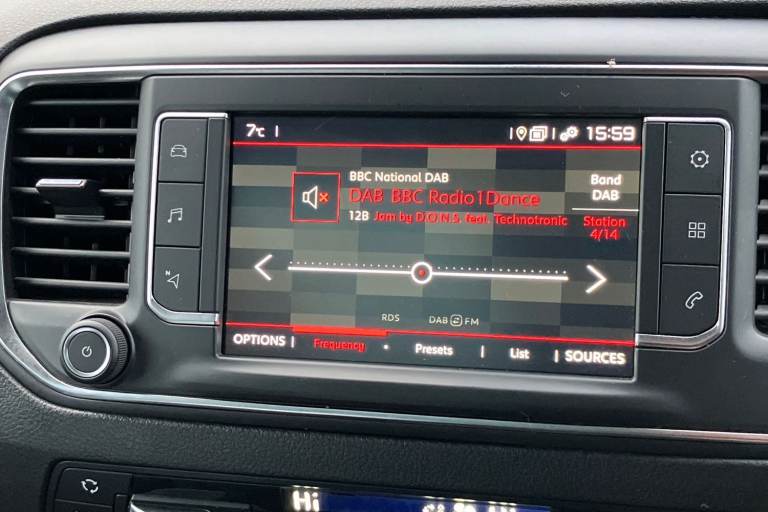 7°C
15:59
BBC National DAB
DAB BBC Radio1Dance
12B Jam by D.O.N.S. feat. Technotronic
Band
DAB
Station
4/14
RDS
DAB FM
OPTIONS
Frequency
Presets
List
SOURCES
N
Hi